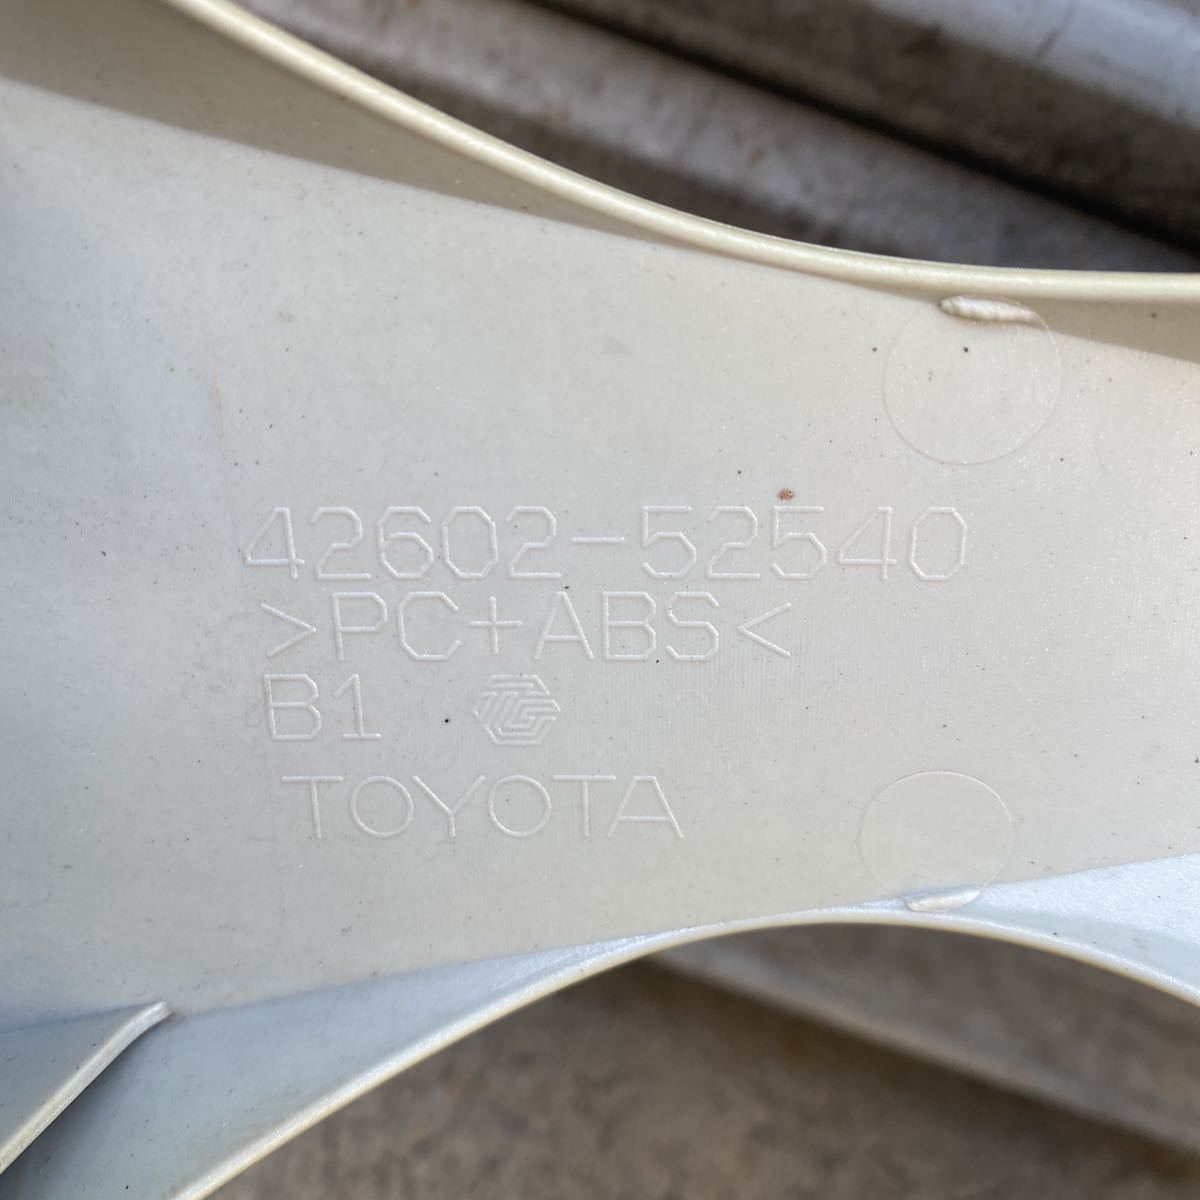 42602-52540
>PC+ABS<
B1
TOYOTA